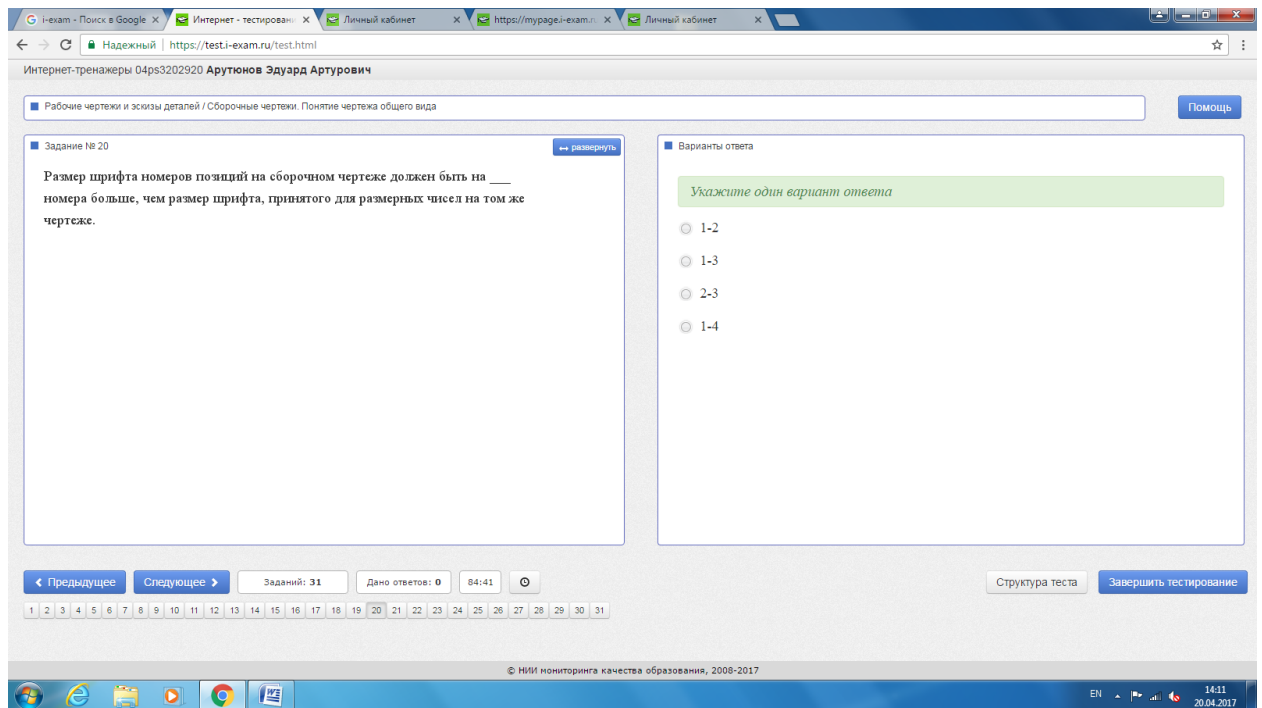 i-exam - Поиск в Google
Интернет - тестировани
Личный кабинет
https://mypage.i-exam.r
Личный кабинет
Надежный | https://test.i-exam.ru/test.html
Интернет-тренажеры 04ps3202920 Арутюнов Эдуард Артурович
Рабочие чертежи и эскизы деталей / Сборочные чертежи. Понятие чертежа общего вида
Помощь
Задание № 20
развернуть
Размер шрифта номеров позиций на сборочном чертеже должен быть на ___
номера больше, чем размер шрифта, принятого для размерных чисел на том же
чертеже.
Варианты ответа
Укажите один вариант ответа
1-2
1-3
2-3
1-4
Предыдущее
Следующее
Заданий: 31
Дано ответов: 0
84:41
Структура теста
Завершить тестирование
1 2 3 4 5 6 7 8 9 10 11 12 13 14 15 16 17 18 19 20 21 22 23 24 25 26 27 28 29 30 31
© НИИ мониторинга качества образования, 2008-2017
EN
14:11
20.04.2017